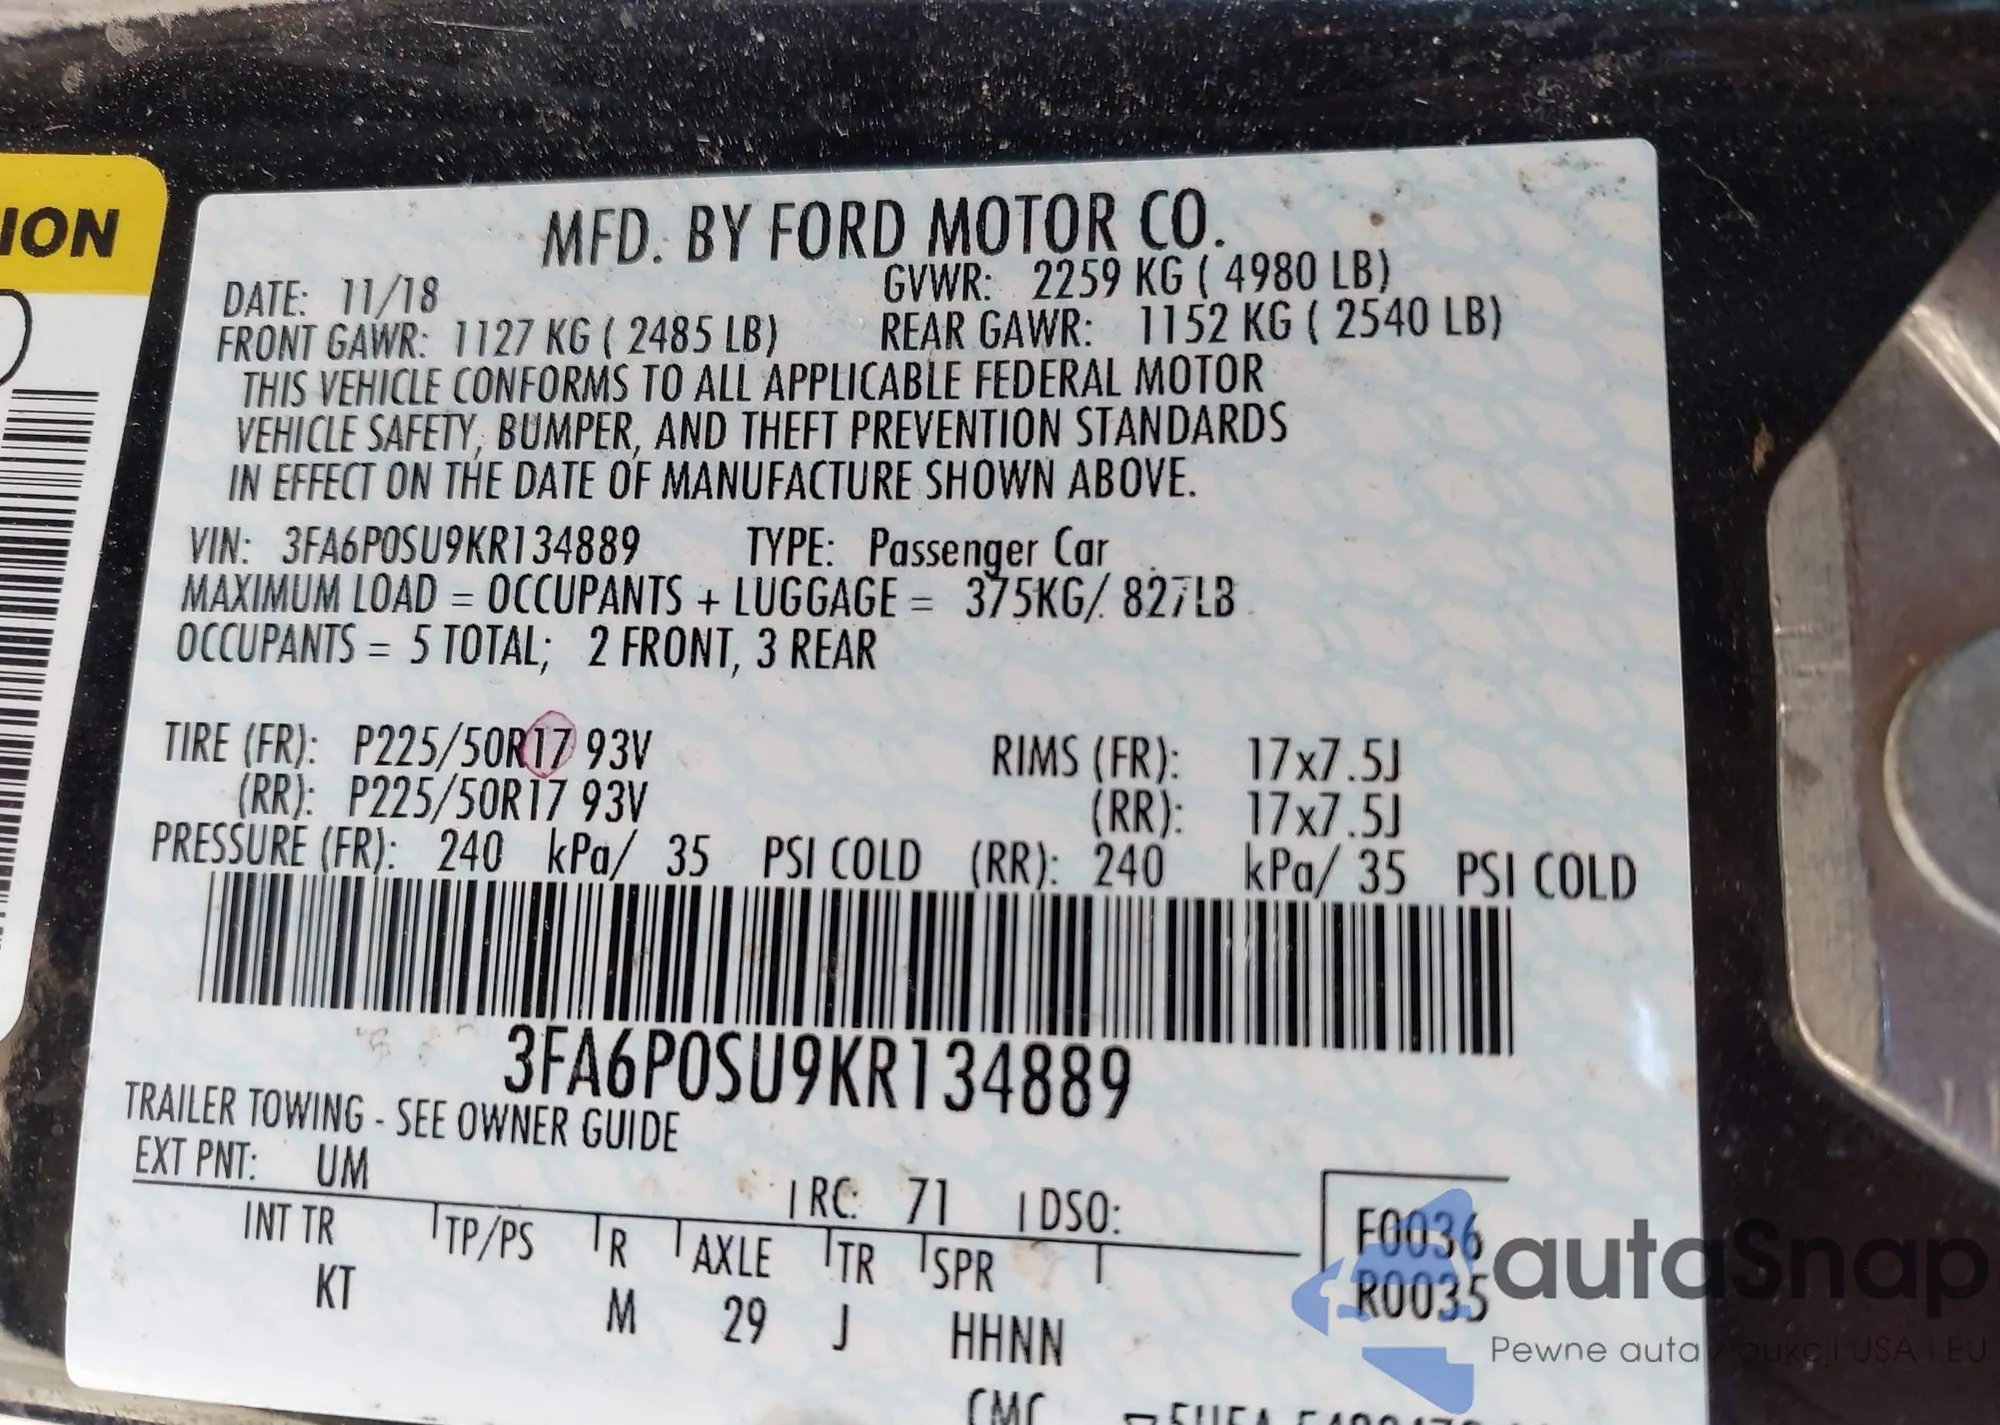 ION
MFD. BY FORD MOTOR CO.
DATE: 11/18 GVWR: 2259 KG ( 4980 LB)
FRONT GAWR: 1127 KG ( 2485 LB) REAR GAWR: 1152 KG ( 2540 LB)
THIS VEHICLE CONFORMS TO ALL APPLICABLE FEDERAL MOTOR
VEHICLE SAFETY, BUMPER, AND THEFT PREVENTION STANDARDS
IN EFFECT ON THE DATE OF MANUFACTURE SHOWN ABOVE.
VIN: 3FA6P0SU9KR134889 TYPE: Passenger Car
MAXIMUM LOAD = OCCUPANTS + LUGGAGE = 375KG/ 827LB
OCCUPANTS = 5 TOTAL; 2 FRONT, 3 REAR
TIRE (FR): P225/50R17 93V RIMS (FR): 17x7.5J
(RR): P225/50R17 93V (RR): 17x7.5J
PRESSURE (FR): 240 kPa/ 35 PSI COLD (RR): 240 kPa/ 35 PSI COLD
3FA6P0SU9KR134889
TRAILER TOWING - SEE OWNER GUIDE
EXT PNT: UM RC: 71 DSO:
INT TR TP/PS R AXLE TR SPR
KT M 29 J HHNN
F0036
R0035
CMC
autaSnap
Pewne auta z aukcji USA i EU